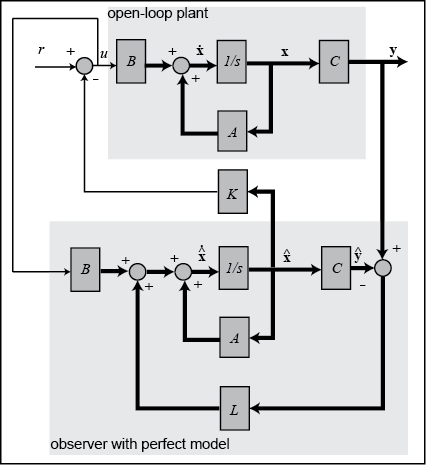 open-loop plant
r + u B + ẋ 1/s x C y
- +
A
K
B + + x̂̇ 1/s x̂ C ŷ +
+ + -
A
L
observer with perfect model